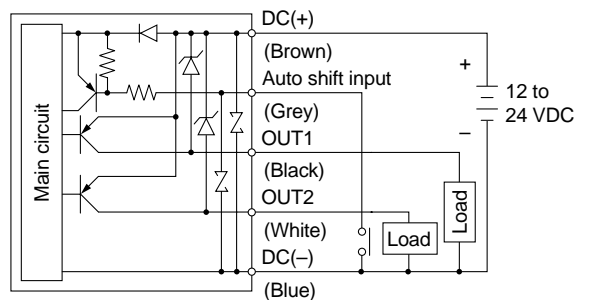 DC(+)
(Brown)
Auto shift input
(Grey)
OUT1
(Black)
OUT2
(White)
DC(–)
(Blue)
Main circuit
Load
Load
+
12 to
24 VDC
–